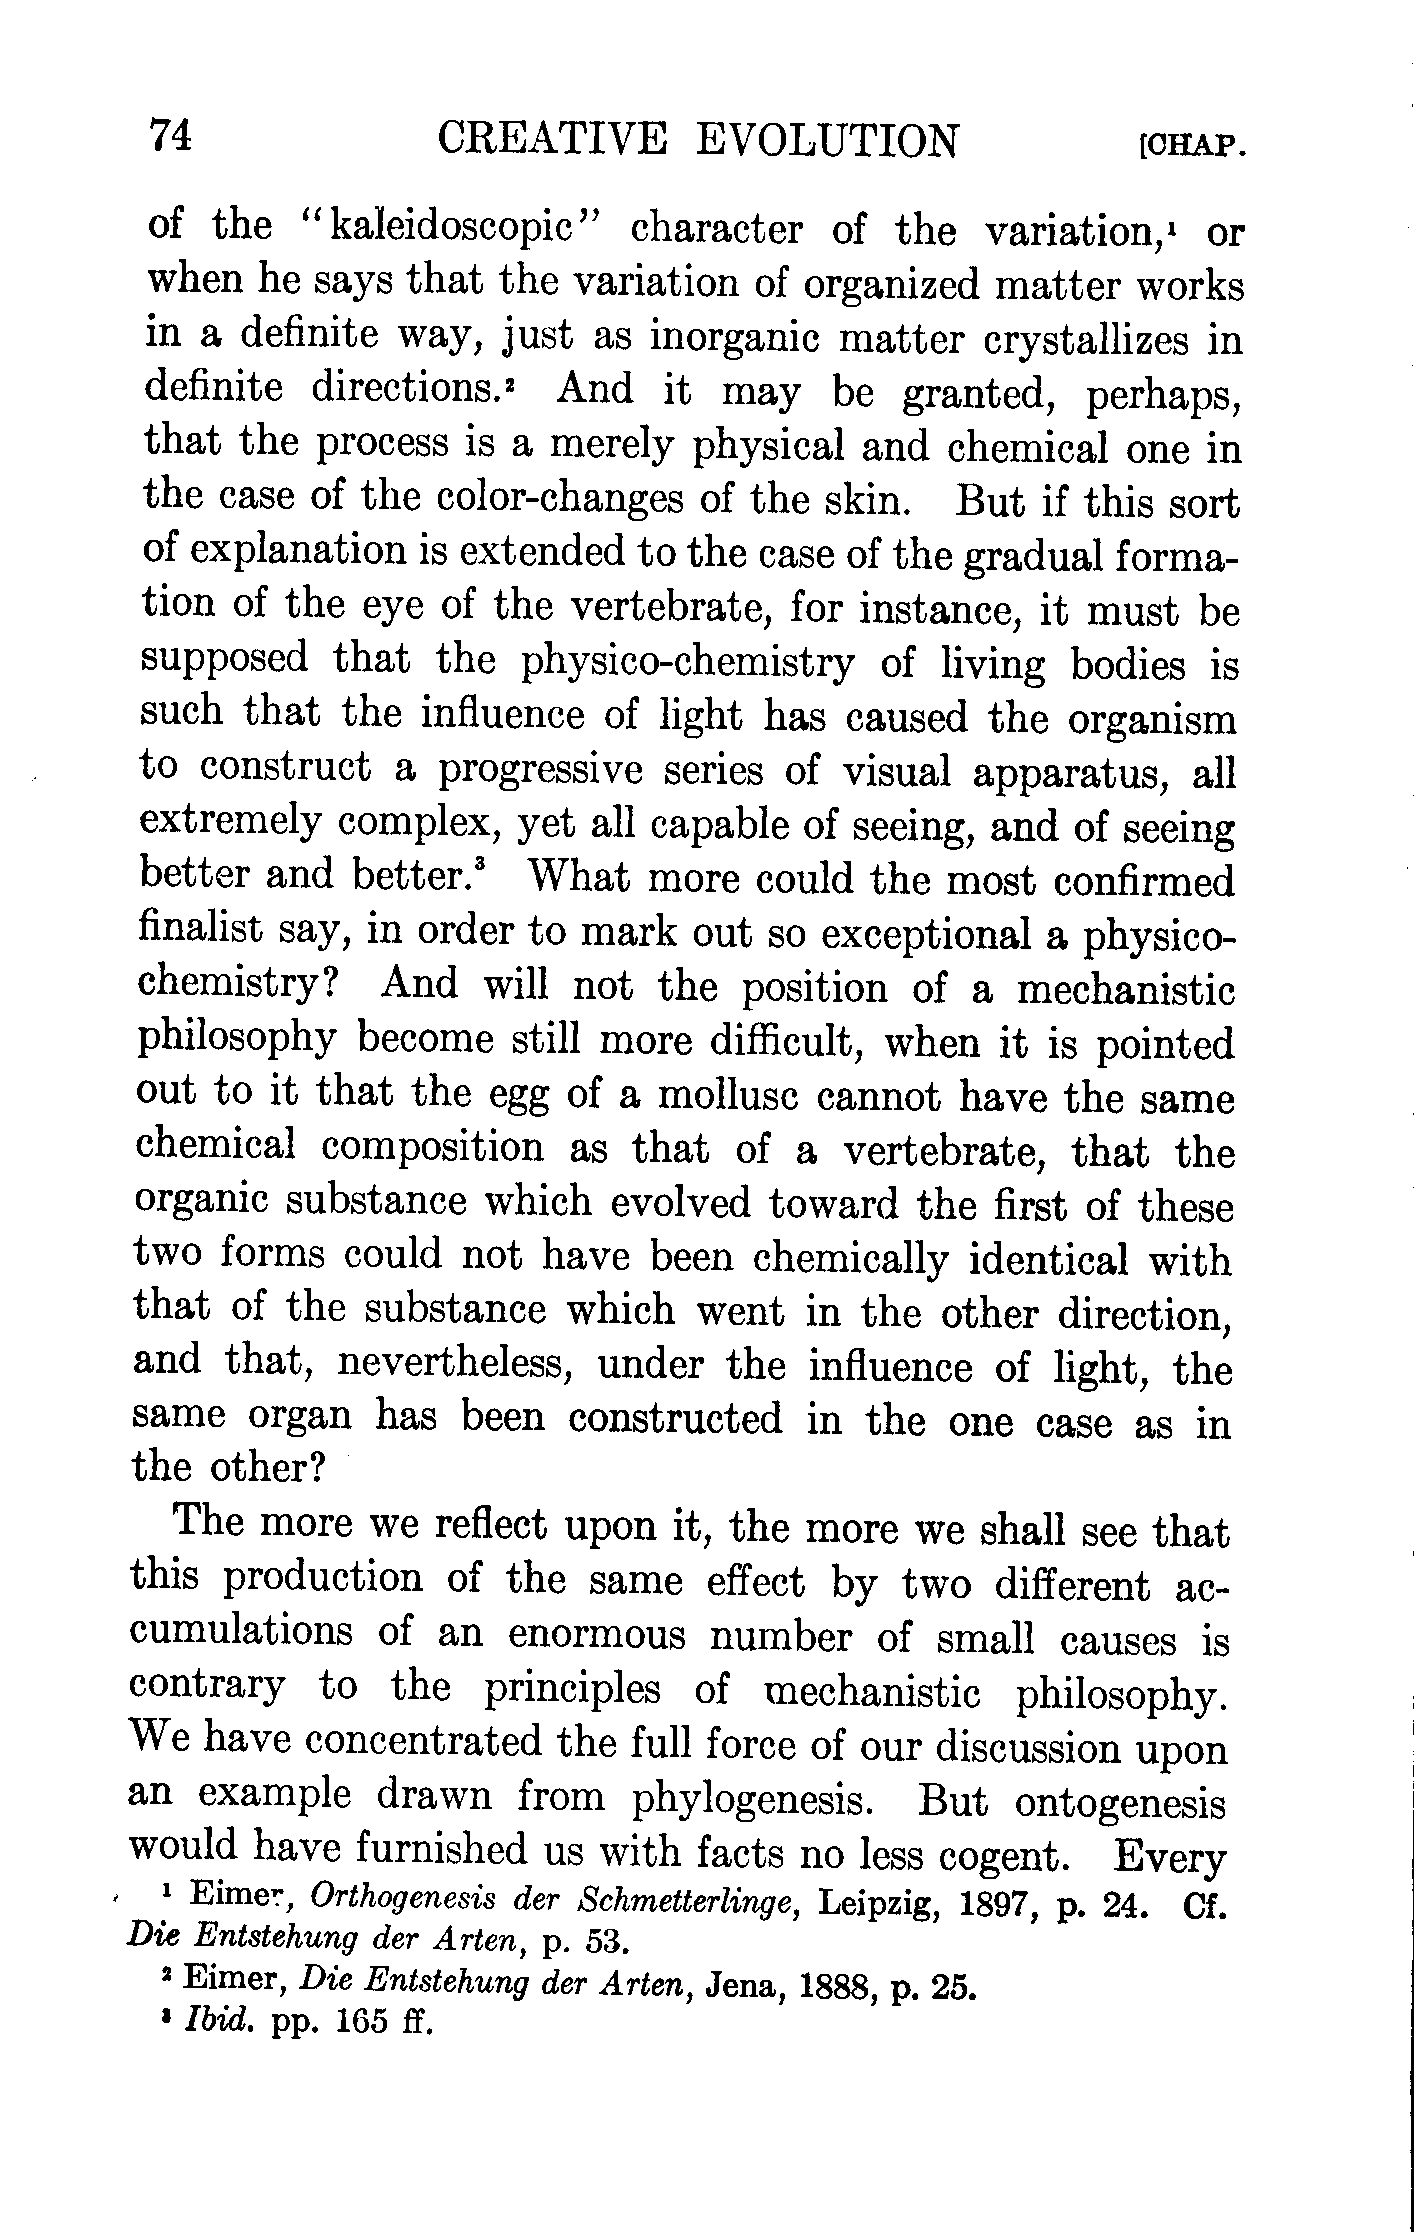 74 CREATIVE EVOLUTION [CHAP.
of the "kaleidoscopic" character of the variation,¹ or
when he says that the variation of organized matter works
in a definite way, just as inorganic matter crystallizes in
definite directions.² And it may be granted, perhaps,
that the process is a merely physical and chemical one in
the case of the color-changes of the skin. But if this sort
of explanation is extended to the case of the gradual forma-
tion of the eye of the vertebrate, for instance, it must be
supposed that the physico-chemistry of living bodies is
such that the influence of light has caused the organism
to construct a progressive series of visual apparatus, all
extremely complex, yet all capable of seeing, and of seeing
better and better.³ What more could the most confirmed
finalist say, in order to mark out so exceptional a physico-
chemistry? And will not the position of a mechanistic
philosophy become still more difficult, when it is pointed
out to it that the egg of a mollusc cannot have the same
chemical composition as that of a vertebrate, that the
organic substance which evolved toward the first of these
two forms could not have been chemically identical with
that of the substance which went in the other direction,
and that, nevertheless, under the influence of light, the
same organ has been constructed in the one case as in
the other?
The more we reflect upon it, the more we shall see that
this production of the same effect by two different ac-
cumulations of an enormous number of small causes is
contrary to the principles of mechanistic philosophy.
We have concentrated the full force of our discussion upon
an example drawn from phylogenesis. But ontogenesis
would have furnished us with facts no less cogent. Every
¹ Eimer, Orthogenesis der Schmetterlinge, Leipzig, 1897, p. 24. Cf.
Die Entstehung der Arten, p. 53.
² Eimer, Die Entstehung der Arten, Jena, 1888, p. 25.
³ Ibid. pp. 165 ff.